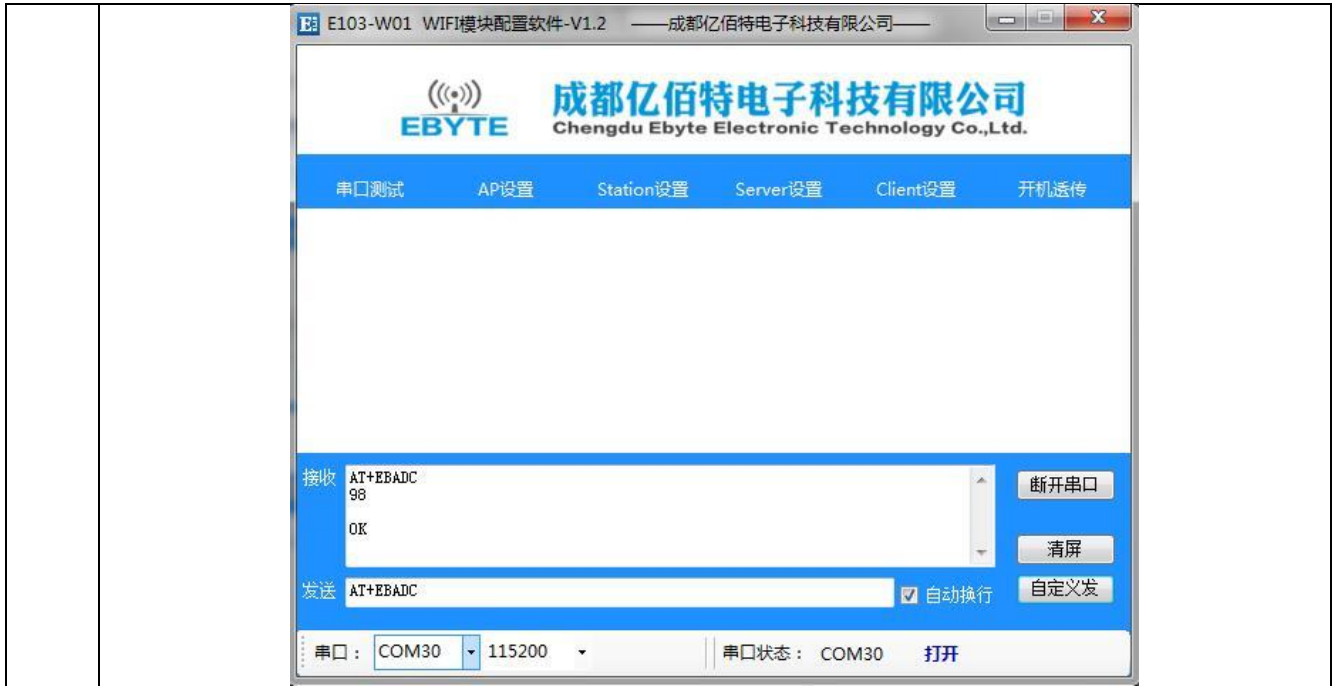 E103-W01 WIFI模块配置软件-V1.2 ——成都亿佰特电子科技有限公司——
EBYTE
成都亿佰特电子科技有限公司
Chengdu Ebyte Electronic Technology Co.,Ltd.
串口测试 AP设置 Station设置 Server设置 Client设置 开机透传
接收
AT+EBADC
98
OK
断开串口
清屏
发送 AT+EBADC 自动换行 自定义发
串口： COM30 115200 串口状态： COM30 打开